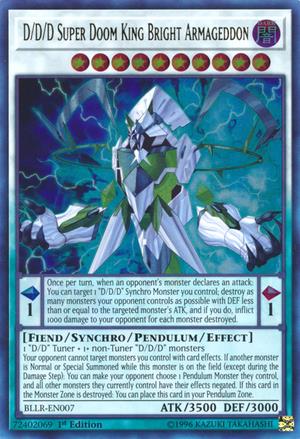 D/D/D SUPER DOOM KING BRIGHT ARMAGEDDON
DARK
闇
Once per turn, when an opponent's monster declares an attack:
You can target 1 "D/D/D" Synchro Monster you control; destroy as
many monsters your opponent controls as possible with DEF less
than or equal to the targeted monster's ATK, and if you do, inflict
1000 damage to your opponent for each monster destroyed.
1
1
[FIEND/SYNCHRO/PENDULUM/EFFECT]
1 "D/D" Tuner + 1+ non-Tuner "D/D" monsters
Your opponent cannot target monsters you control with card effects. If another monster
is Normal or Special Summoned while this monster is on the field (except during the
Damage Step): You can make your opponent choose 1 Pendulum Monster they control,
and all other monsters they currently control have their effects negated. If this card in
the Monster Zone is destroyed: You can place this card in your Pendulum Zone.
BLLR-EN007
ATK/3500 DEF/3000
72402069
1st Edition
©1996 KAZUKI TAKAHASHI